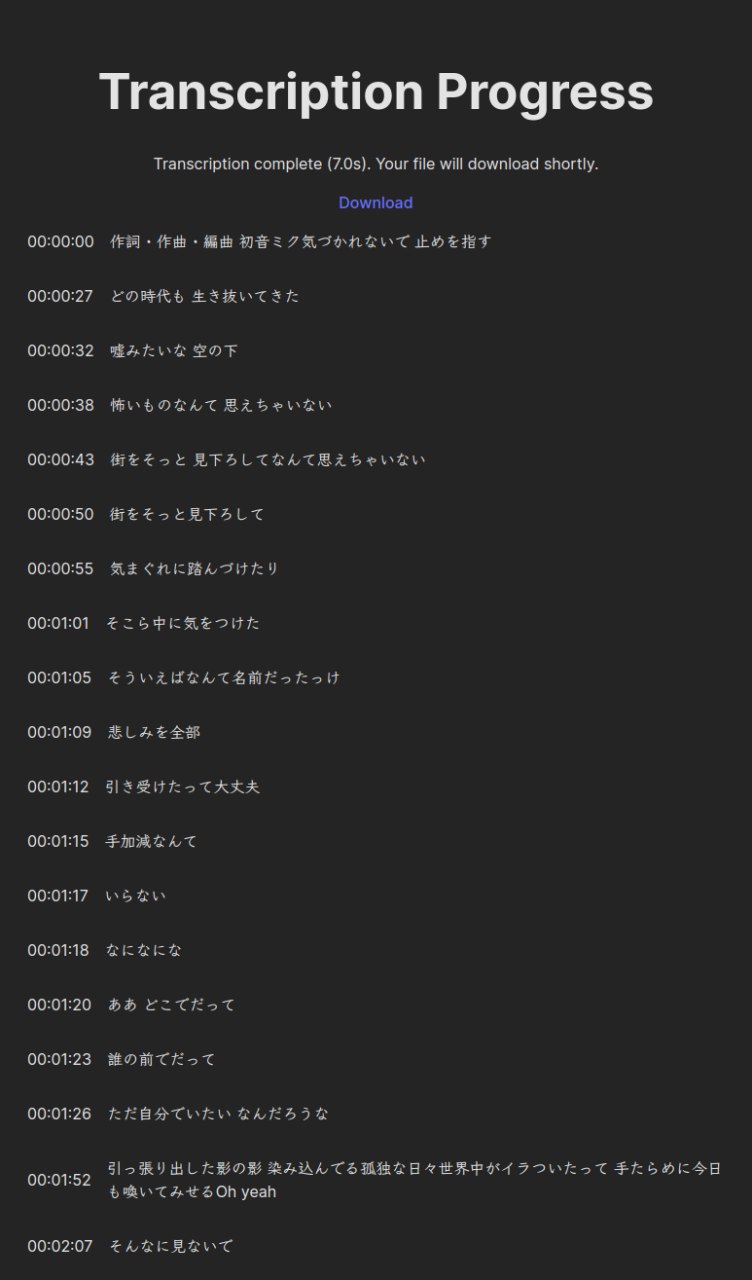 Transcription Progress
Transcription complete (7.0s). Your file will download shortly.
Download
00:00:00 作詞・作曲・編曲 初音ミク気づかれないで 止めを指す
00:00:27 どの時代も 生き抜いてきた
00:00:32 嘘みたいな 空の下
00:00:38 怖いものなんて 思えちゃいない
00:00:43 街をそっと 見下ろしてなんて思えちゃいない
00:00:50 街をそっと見下ろして
00:00:55 気まぐれに踏んづけたり
00:01:01 そこら中に気をつけた
00:01:05 そういえばなんて名前だったっけ
00:01:09 悲しみを全部
00:01:12 引き受けたって大丈夫
00:01:15 手加減なんて
00:01:17 いらない
00:01:18 なになにな
00:01:20 ああ どこでだって
00:01:23 誰の前でだって
00:01:26 ただ自分でいたい なんだろうな
00:01:52 引っ張り出した影の影 染み込んでる孤独な日々世界中がイラついたって 手たらめに今日
も喚いてみせるOh yeah
00:02:07 そんなに見ないで